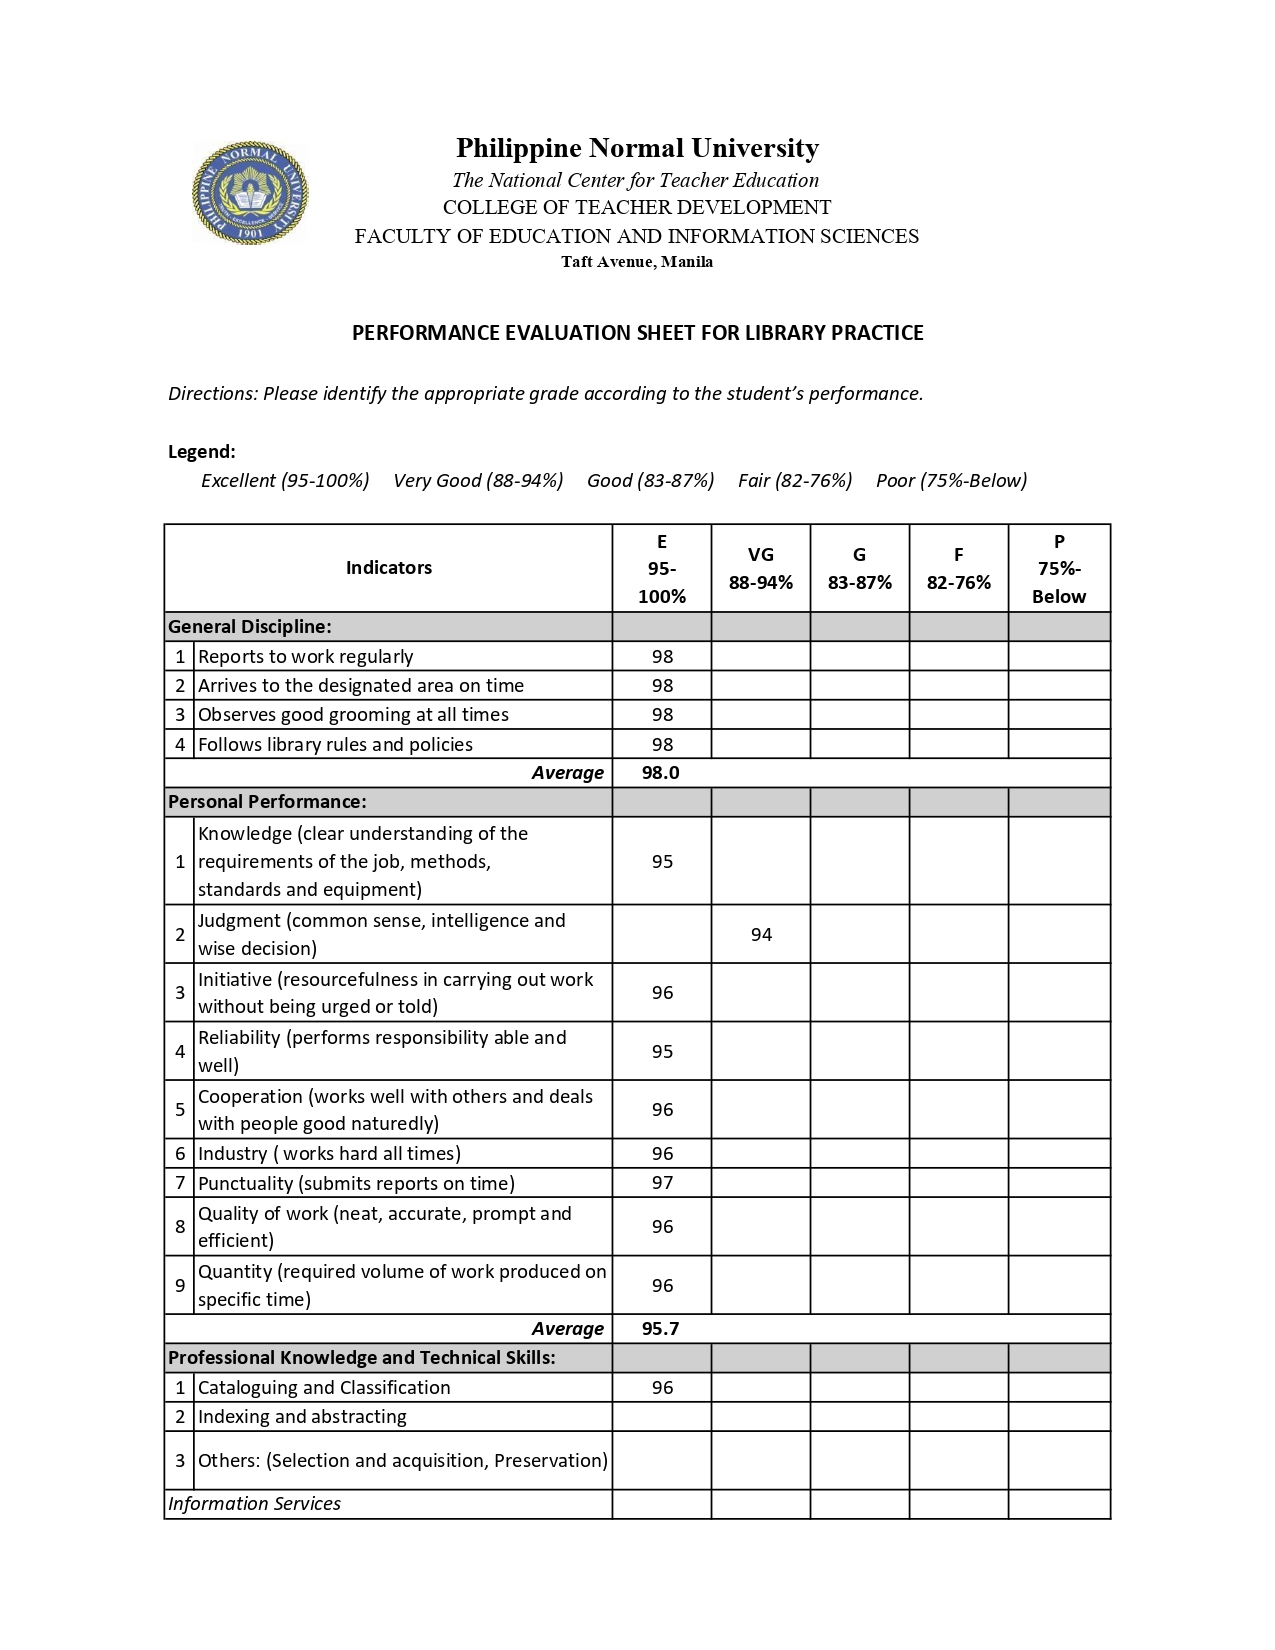 PHILIPPINE NORMAL UNIVERSITY
1901
Philippine Normal University
The National Center for Teacher Education
COLLEGE OF TEACHER DEVELOPMENT
FACULTY OF EDUCATION AND INFORMATION SCIENCES
Taft Avenue, Manila
PERFORMANCE EVALUATION SHEET FOR LIBRARY PRACTICE
Directions: Please identify the appropriate grade according to the student’s performance.
Legend:
Excellent (95-100%) Very Good (88-94%) Good (83-87%) Fair (82-76%) Poor (75%-Below)
Indicators
E
95-
100%
VG
88-94%
G
83-87%
F
82-76%
P
75%-
Below
General Discipline:
1 Reports to work regularly 98
2 Arrives to the designated area on time 98
3 Observes good grooming at all times 98
4 Follows library rules and policies 98
Average 98.0
Personal Performance:
Knowledge (clear understanding of the
1 requirements of the job, methods, 95
standards and equipment)
2 Judgment (common sense, intelligence and 94
wise decision)
3 Initiative (resourcefulness in carrying out work 96
without being urged or told)
4 Reliability (performs responsibility able and 95
well)
5 Cooperation (works well with others and deals 96
with people good naturedly)
6 Industry ( works hard all times) 96
7 Punctuality (submits reports on time) 97
8 Quality of work (neat, accurate, prompt and 96
efficient)
9 Quantity (required volume of work produced on 96
specific time)
Average 95.7
Professional Knowledge and Technical Skills:
1 Cataloguing and Classification 96
2 Indexing and abstracting
3 Others: (Selection and acquisition, Preservation)
Information Services